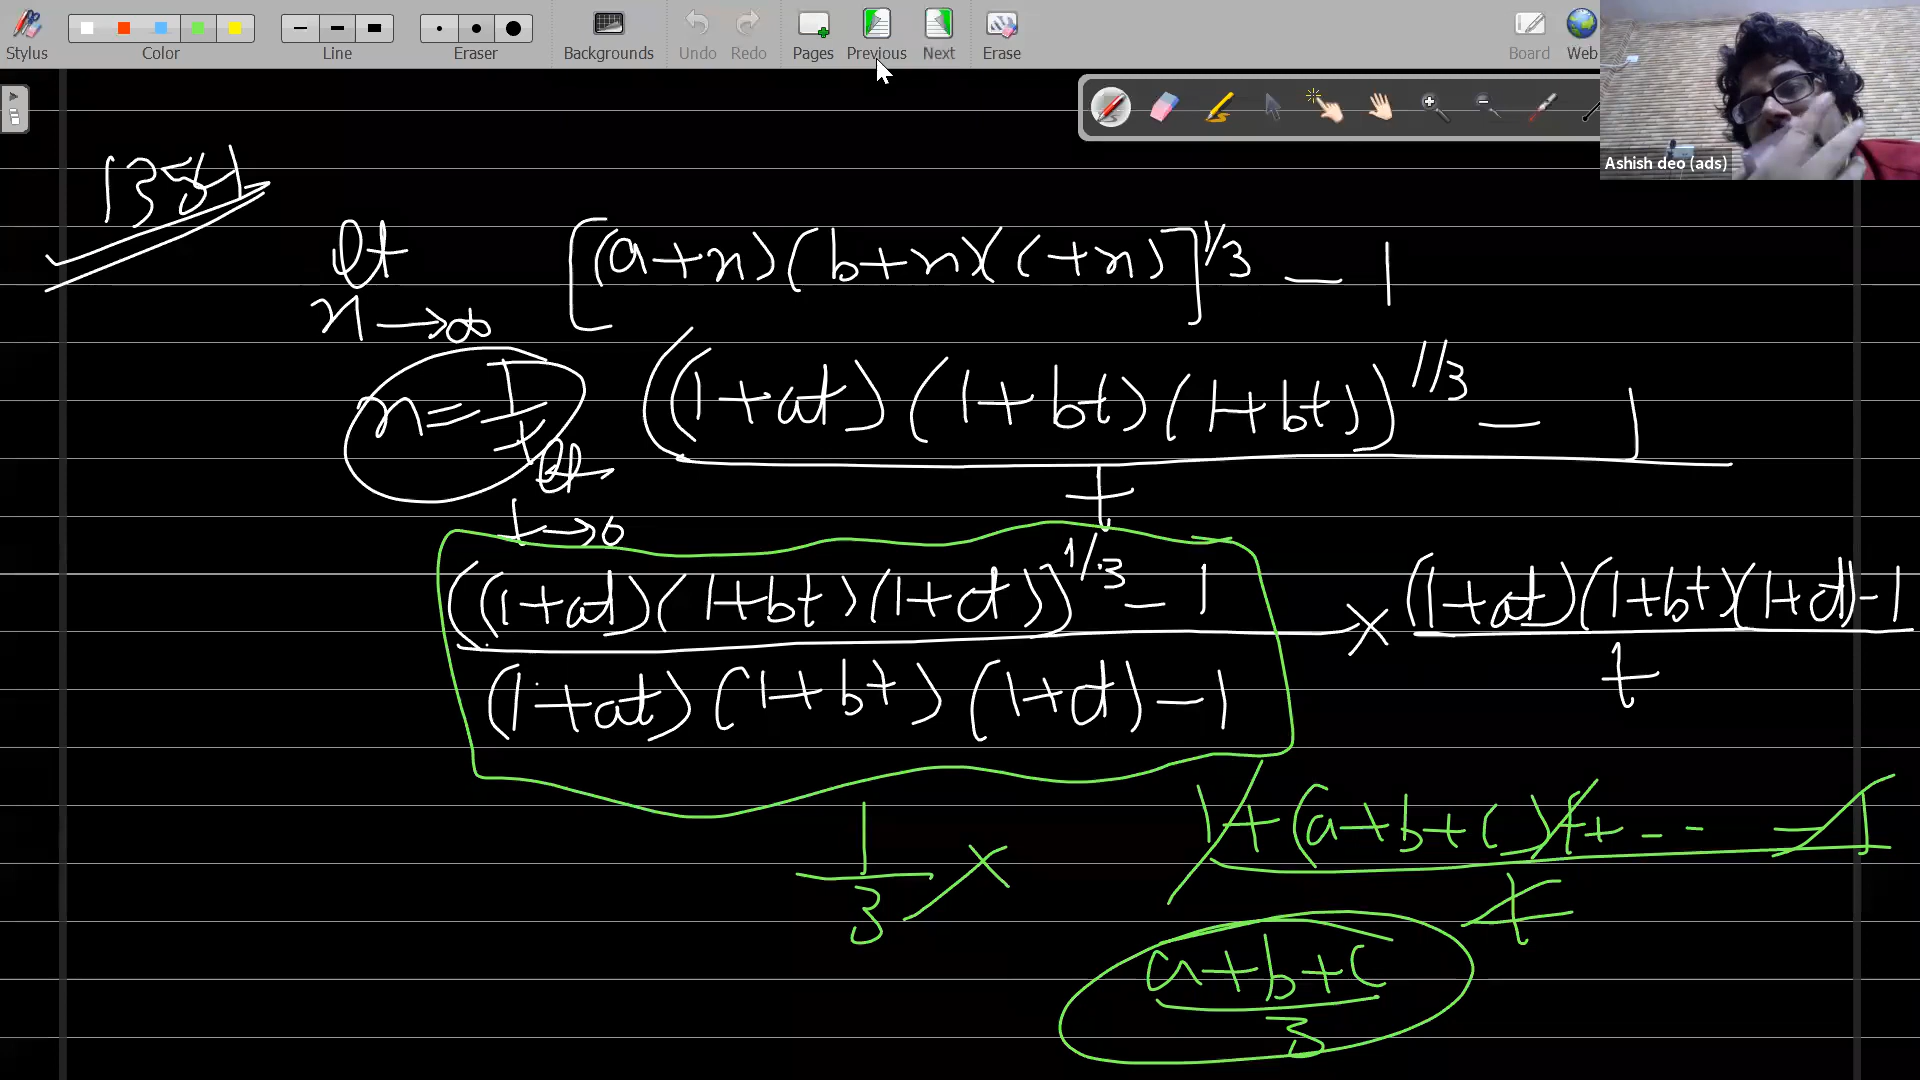 Stylus Color Line Eraser Backgrounds Undo Redo Pages Previous Next Erase Board Web
Ashish deo (ads)
lt [(a+n)(b+n)(c+n)]^1/3 - 1
n→∞
n = 1/t
lt ((1+at)(1+bt)(1+bt))^1/3 - 1
t→0 t
((1+at)(1+bt)(1+ct))^1/3 - 1 × (1+at)(1+bt)(1+ct)-1
(1+at)(1+bt)(1+ct)-1 t
1/3 × 1+(a+b+c)t+-- -1
t
a+b+c
3